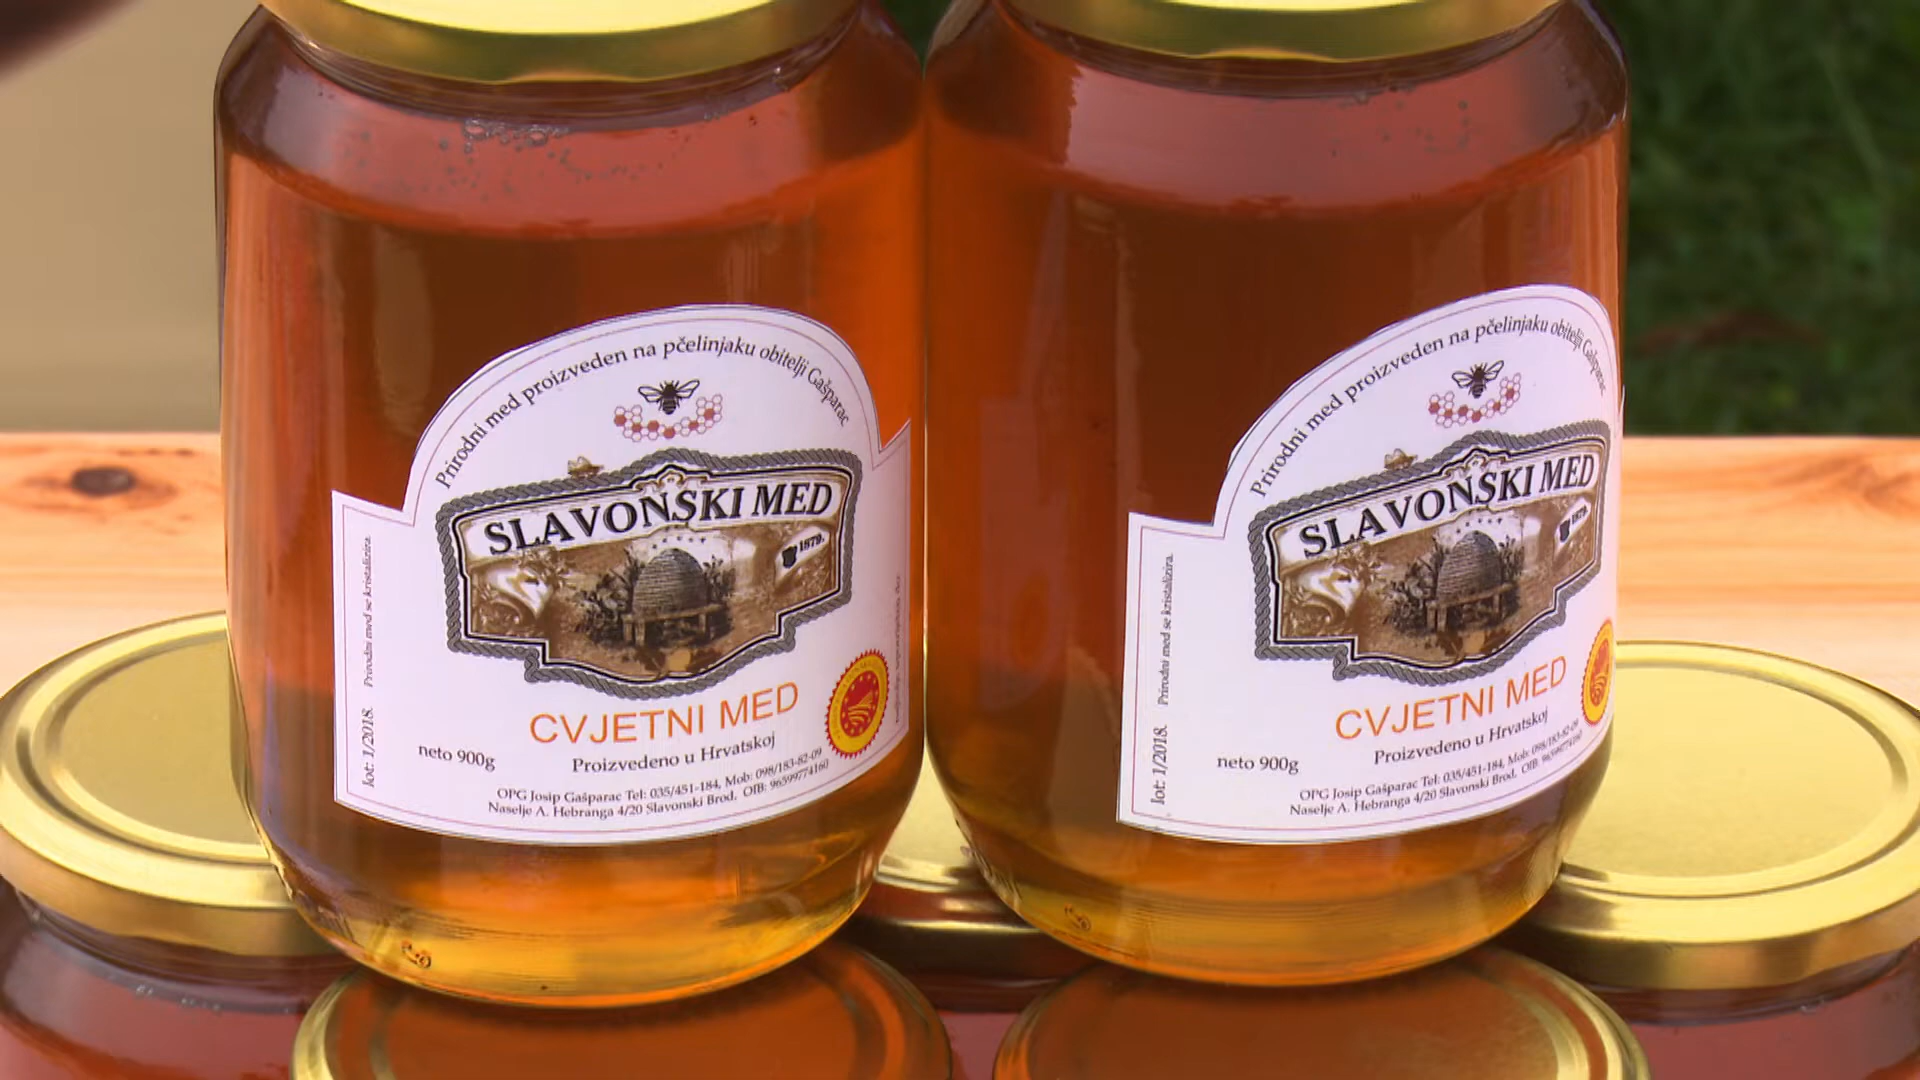 Prirodni med proizveden na pčelinjaku obitelji Gašparac
SLAVONSKI MED
1879.
CVJETNI MED
neto 900g
Proizvedeno u Hrvatskoj
OPG Josip Gašparac Tel: 035/451-184, Mob: 098/183-82-09
Naselje A. Hebranga 4/20 Slavonski Brod. OIB: 96599774160
lot: 1/2018. Prirodni med se kristalizira.
Prirodni med proizveden na pčelinjaku obitelji Gašparac
SLAVONSKI MED
1879.
CVJETNI MED
neto 900g
Proizvedeno u Hrvatskoj
OPG Josip Gašparac Tel: 035/451-184, Mob: 098/183-82-09
Naselje A. Hebranga 4/20 Slavonski Brod. OIB: 96599774160
lot: 1/2018. Prirodni med se kristalizira.